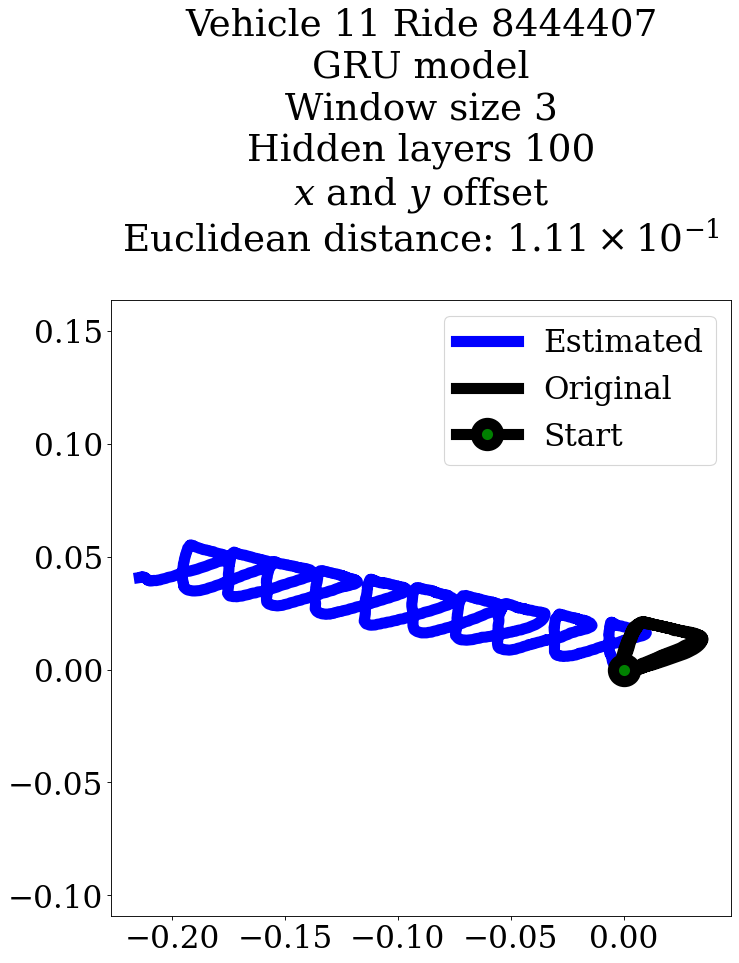 Vehicle 11 Ride 8444407
GRU model
Window size 3
Hidden layers 100
x and y offset
Euclidean distance: 1.11 × 10⁻¹
Estimated
Original
Start
0.15
0.10
0.05
0.00
−0.05
−0.10
−0.20 −0.15 −0.10 −0.05 0.00